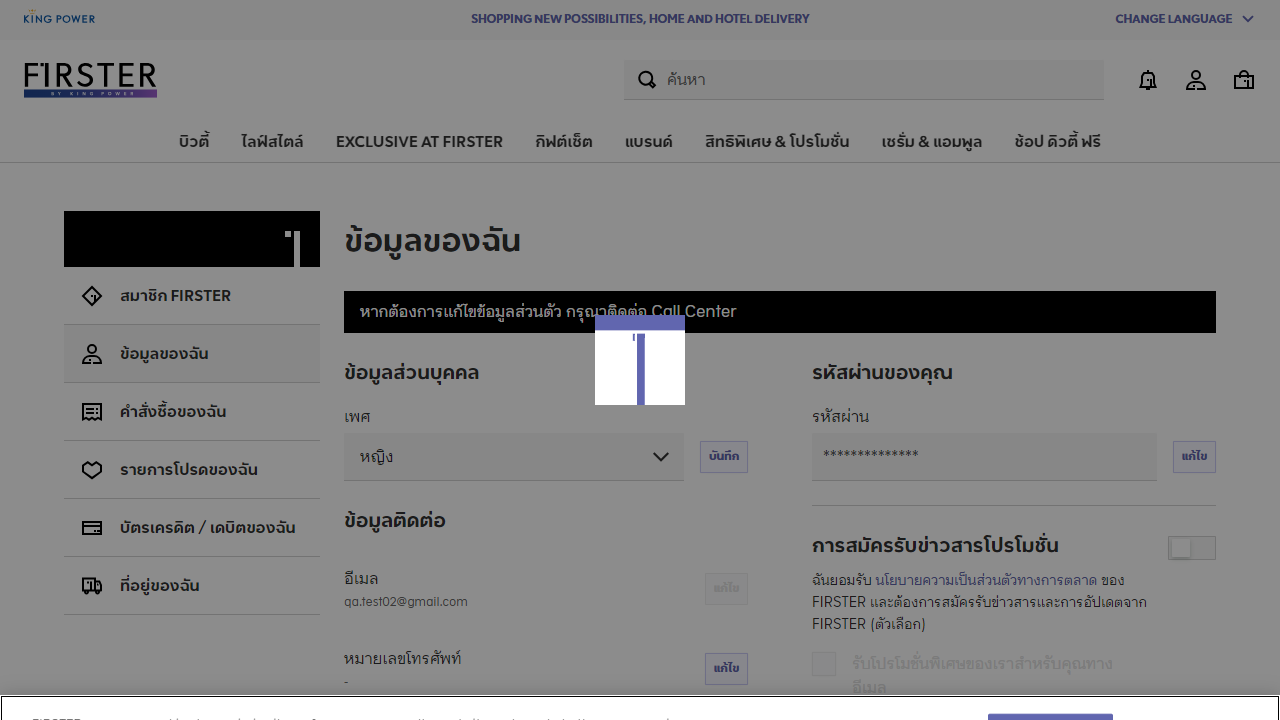 KING POWER
SHOPPING NEW POSSIBILITIES, HOME AND HOTEL DELIVERY
CHANGE LANGUAGE
FIRSTER
BY KING POWER
ค้นหา
บิวตี้
ไลฟ์สไตล์
EXCLUSIVE AT FIRSTER
กิฟต์เซ็ต
แบรนด์
สิทธิพิเศษ & โปรโมชั่น
เซรั่ม & แอมพูล
ช้อป ดิวตี้ ฟรี
สมาชิก FIRSTER
ข้อมูลของฉัน
คำสั่งซื้อของฉัน
รายการโปรดของฉัน
บัตรเครดิต / เดบิตของฉัน
ที่อยู่ของฉัน
ข้อมูลของฉัน
หากต้องการแก้ไขข้อมูลส่วนตัว กรุณาติดต่อ Call Center
ข้อมูลส่วนบุคคล
เพศ
หญิง
บันทึก
ข้อมูลติดต่อ
อีเมล
qa.test02@gmail.com
แก้ไข
หมายเลขโทรศัพท์
-
แก้ไข
รหัสผ่านของคุณ
รหัสผ่าน
**************
แก้ไข
การสมัครรับข่าวสารโปรโมชั่น
ฉันยอมรับ นโยบายความเป็นส่วนตัวทางการตลาด ของ
FIRSTER และต้องการสมัครรับข่าวสารและการอัปเดตจาก
FIRSTER (ตัวเลือก)
รับโปรโมชั่นพิเศษของเราสำหรับคุณทาง
อีเมล